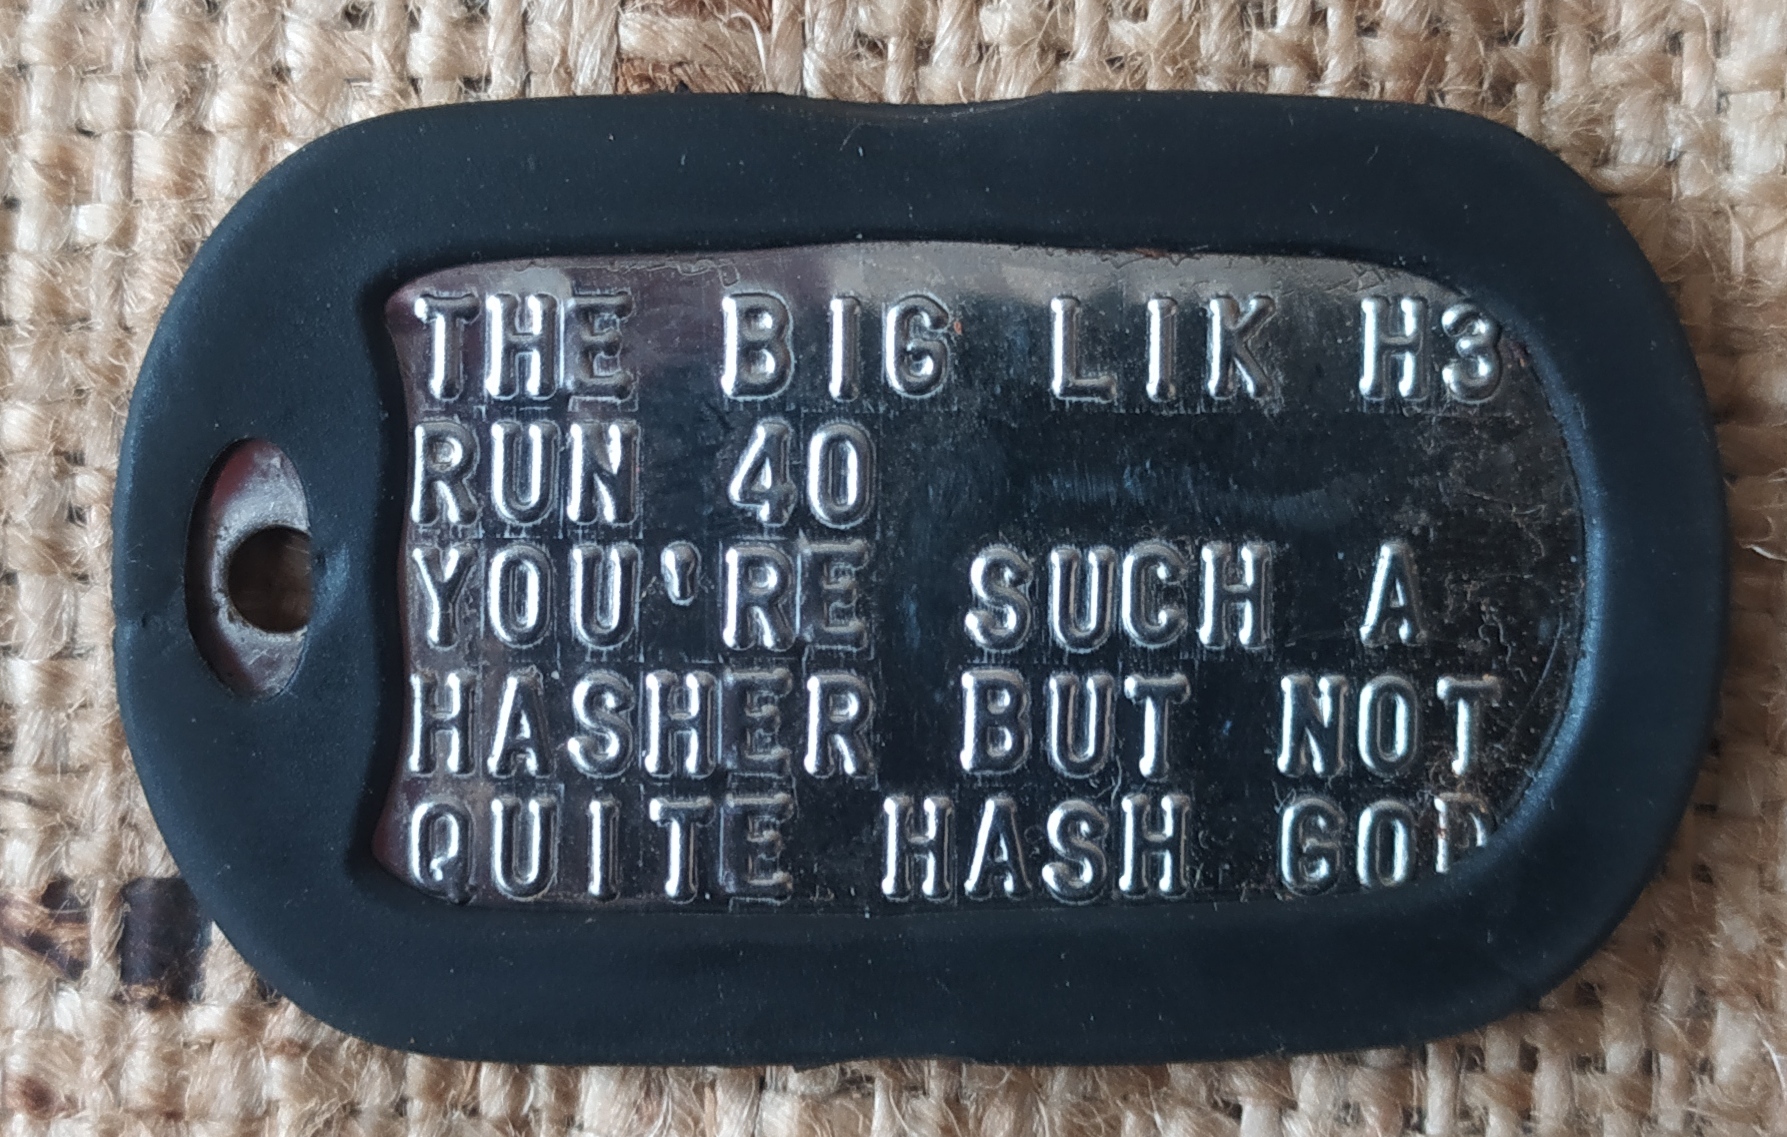 THE BIG LIK H3
RUN 40
YOU'RE SUCH A
HASHER BUT NOT
QUITE HASH GOD